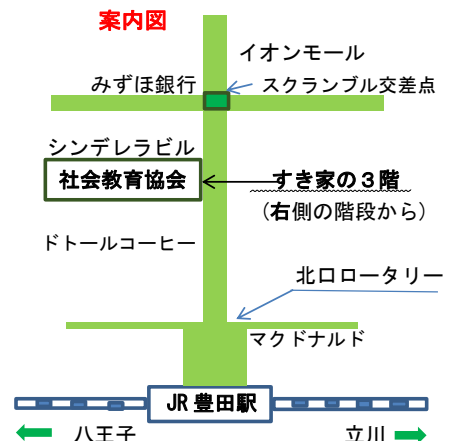 案内図
イオンモール
みずほ銀行
スクランブル交差点
シンデレラビル
社会教育協会
すき家の３階
（右側の階段から）
ドトールコーヒー
北口ロータリー
マクドナルド
JR 豊田駅
八王子
立川